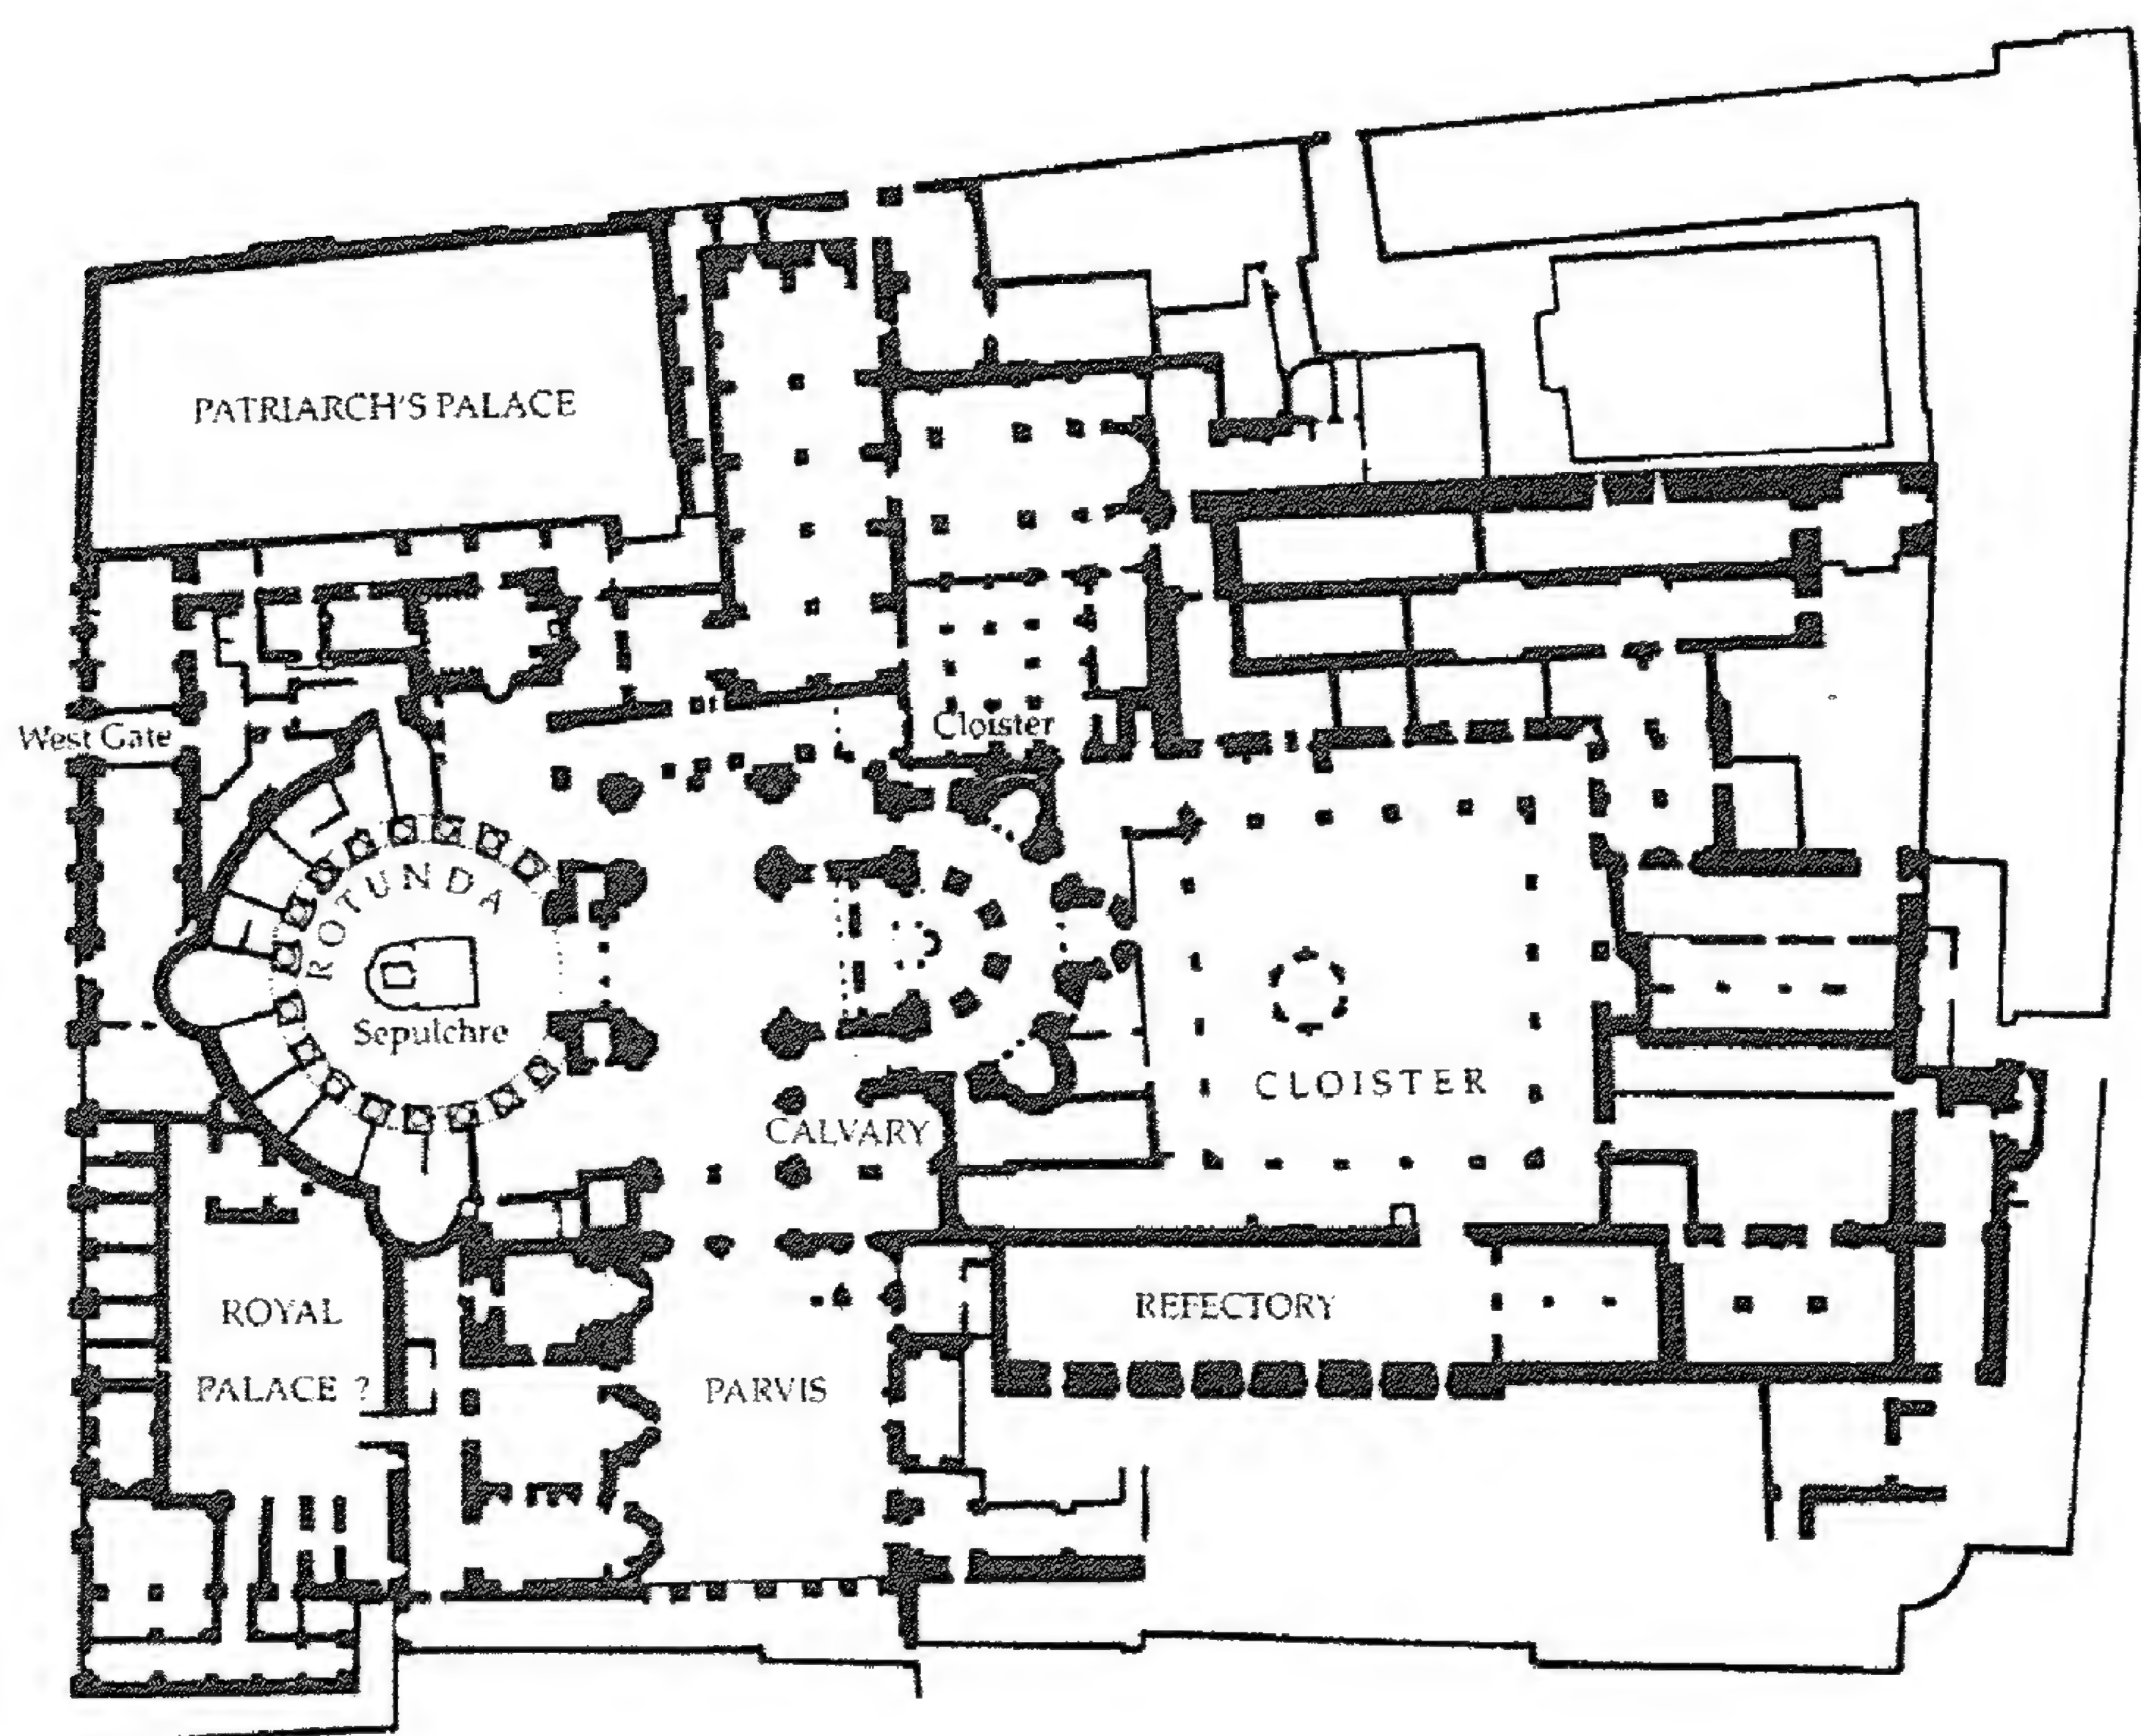 PATRIARCH'S PALACE
West Gate
Cloister
ROTUNDA
Sepulchre
CLOISTER
CALVARY
ROYAL
PALACE ?
REFECTORY
PARVIS